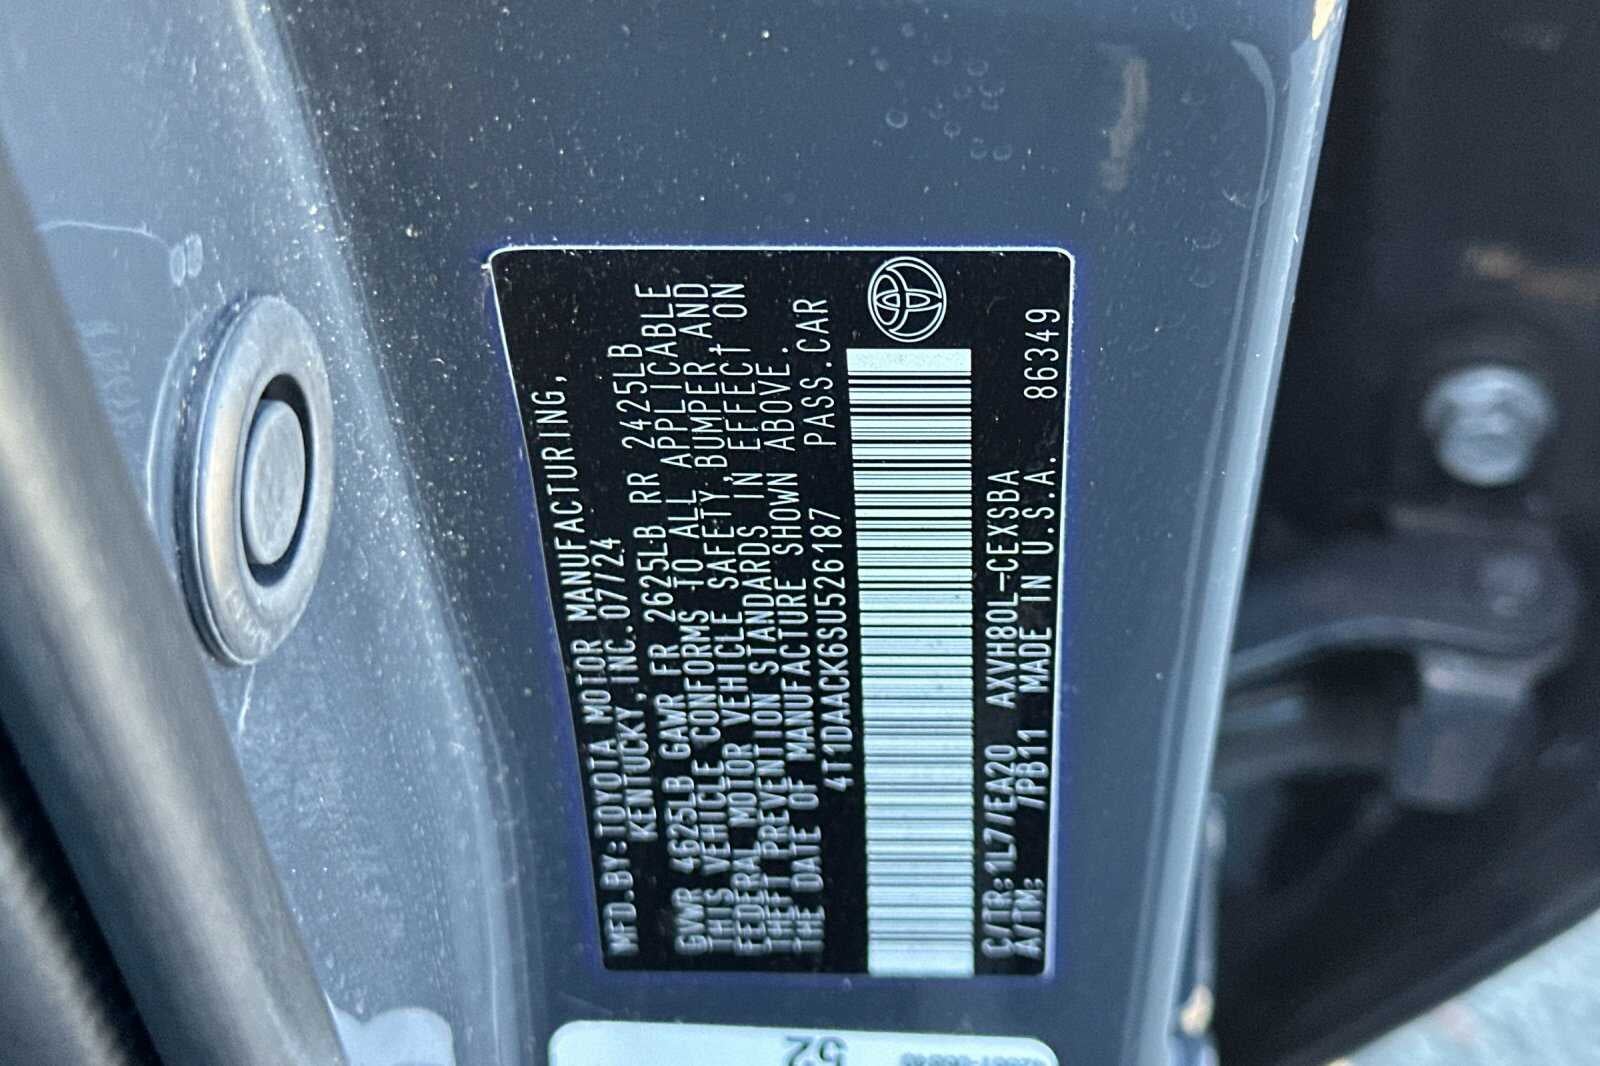 MFD.BY:TOYOTA MOTOR MANUFACTURING,
KENTUCKY,INC. 07/24
GVWR 4625LB GAWR FR 2625LB RR 2425LB
THIS VEHICLE CONFORMS TO ALL APPLICABLE
FEDERAL MOTOR VEHICLE SAFETY,BUMPER,AND
THEFT PREVENTION STANDARDS IN EFFECT ON
THE DATE OF MANUFACTURE SHOWN ABOVE.
4T1DAACK6SU526187 PASS.CAR
C/TR:1L7/EA20 AXVH80L-CEXSBA
A/TM: /PB11 MADE IN U.S.A. 86349
52